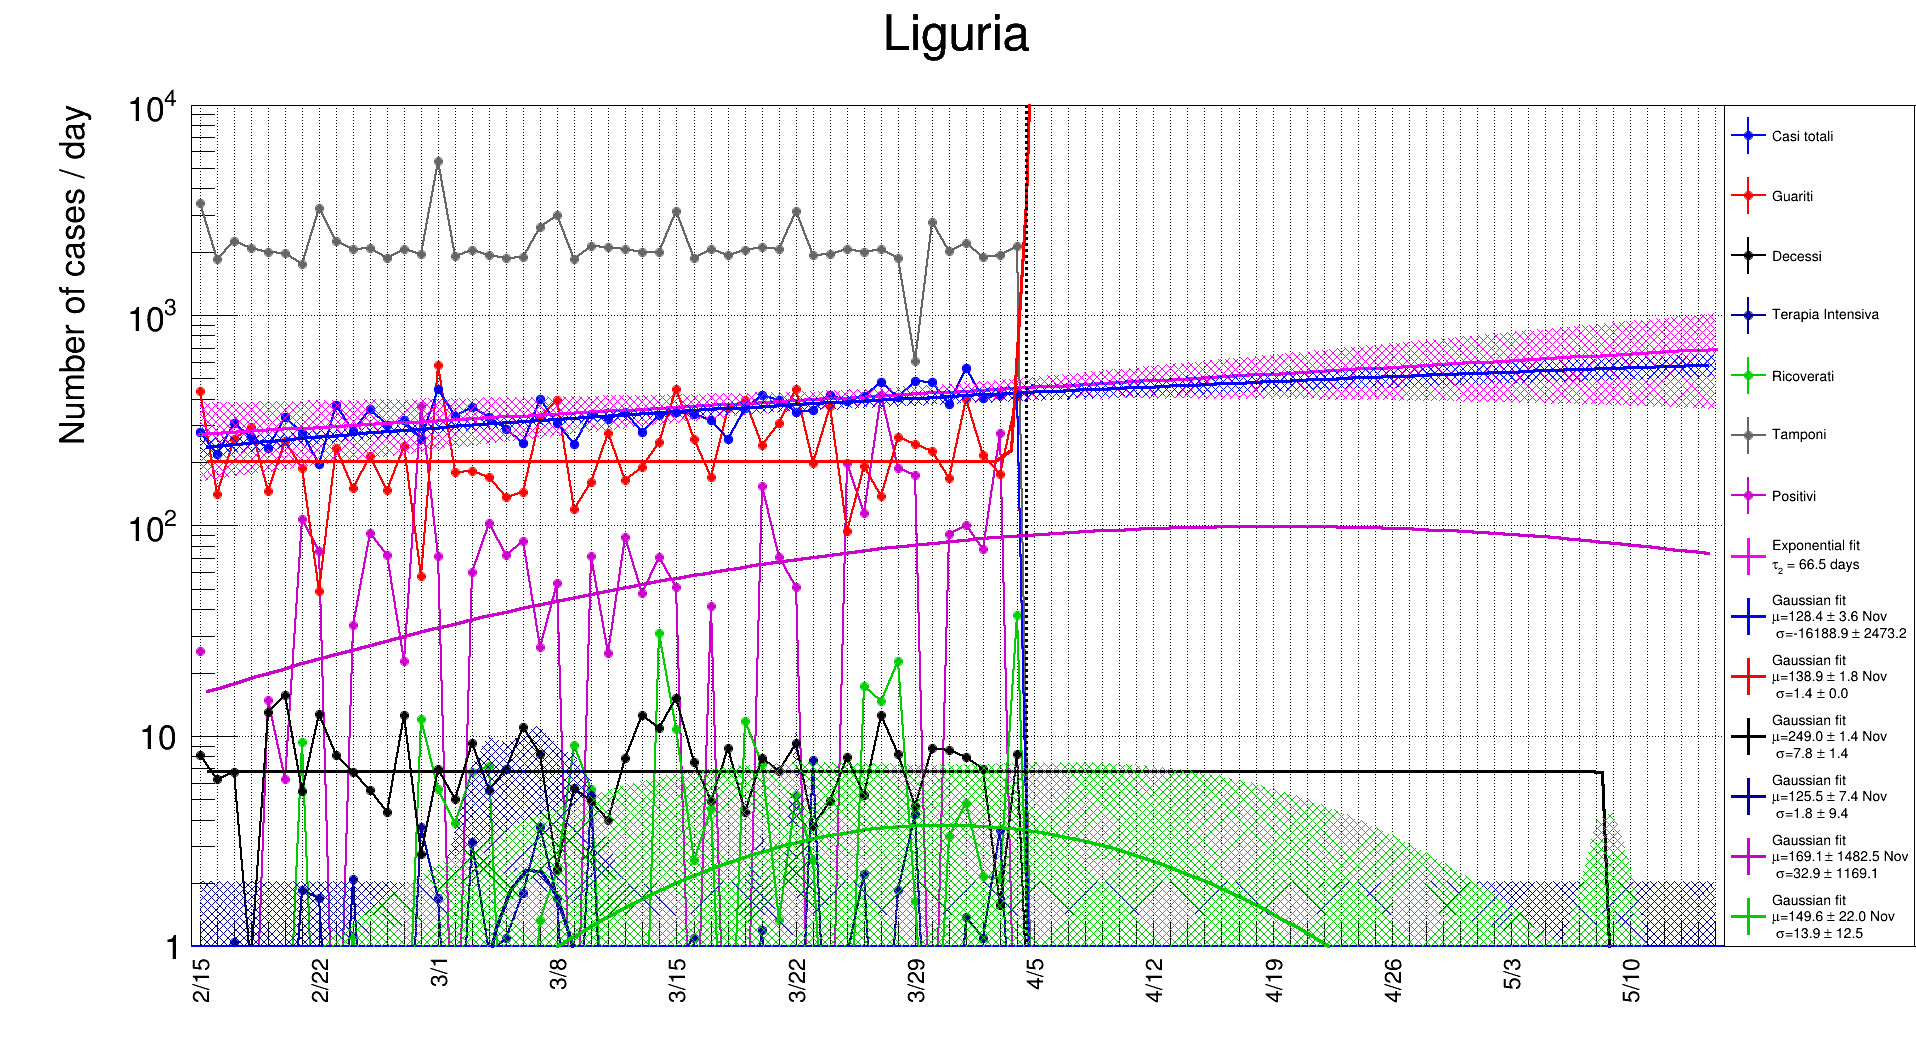 Liguria
Number of cases / day
10^4
10^3
10^2
10
1
2/15
2/22
3/1
3/8
3/15
3/22
3/29
4/5
4/12
4/19
4/26
5/3
5/10
Casi totali
Guariti
Decessi
Terapia Intensiva
Ricoverati
Tamponi
Positivi
Exponential fit
τ₂ = 66.5 days
Gaussian fit
μ=128.4 ± 3.6 Nov
σ=-16188.9 ± 2473.2
Gaussian fit
μ=138.9 ± 1.8 Nov
σ=1.4 ± 0.0
Gaussian fit
μ=249.0 ± 1.4 Nov
σ=7.8 ± 1.4
Gaussian fit
μ=125.5 ± 7.4 Nov
σ=1.8 ± 9.4
Gaussian fit
μ=169.1 ± 1482.5 Nov
σ=32.9 ± 1169.1
Gaussian fit
μ=149.6 ± 22.0 Nov
σ=13.9 ± 12.5